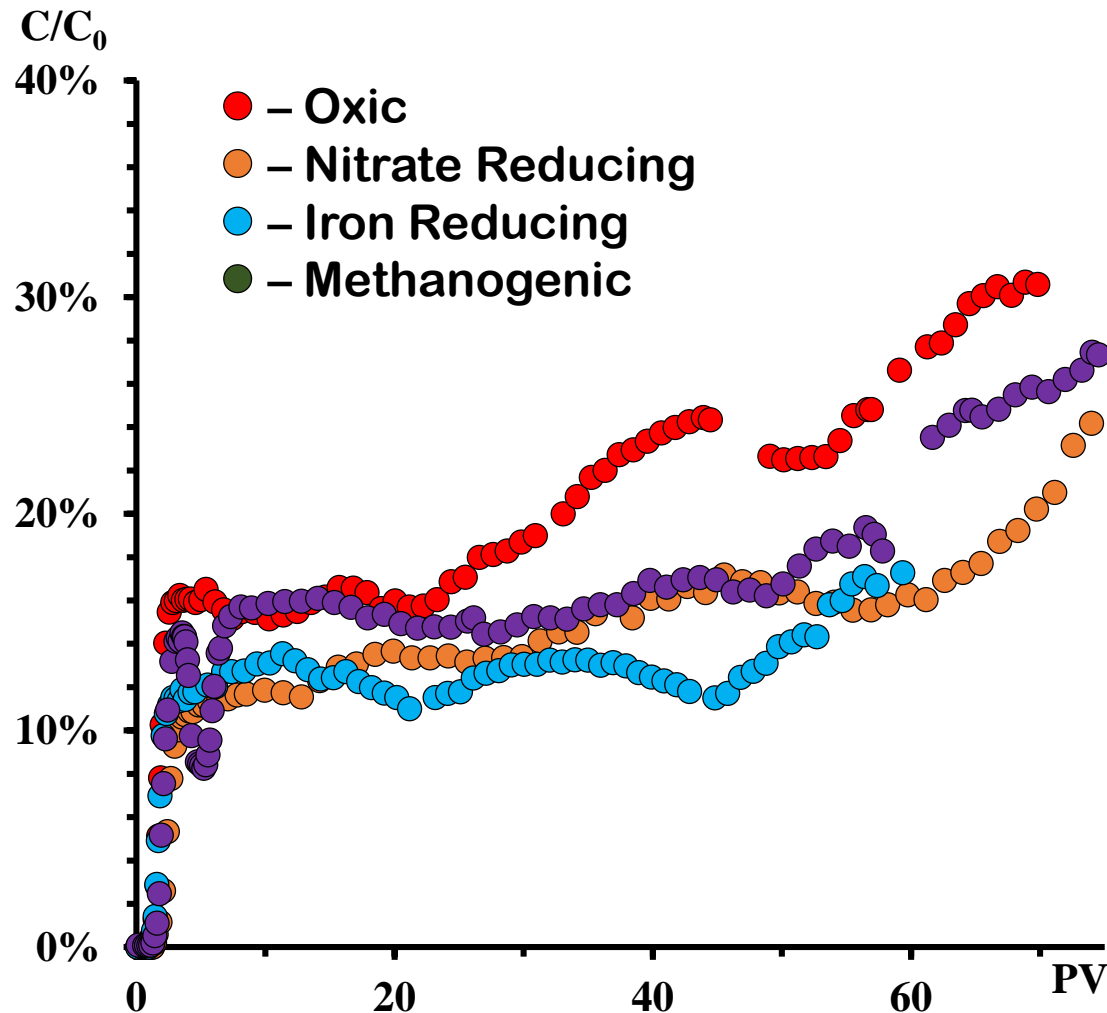 C/C₀
40%
– Oxic
– Nitrate Reducing
– Iron Reducing
– Methanogenic
30%
20%
10%
0%
0 20 40 60 PV